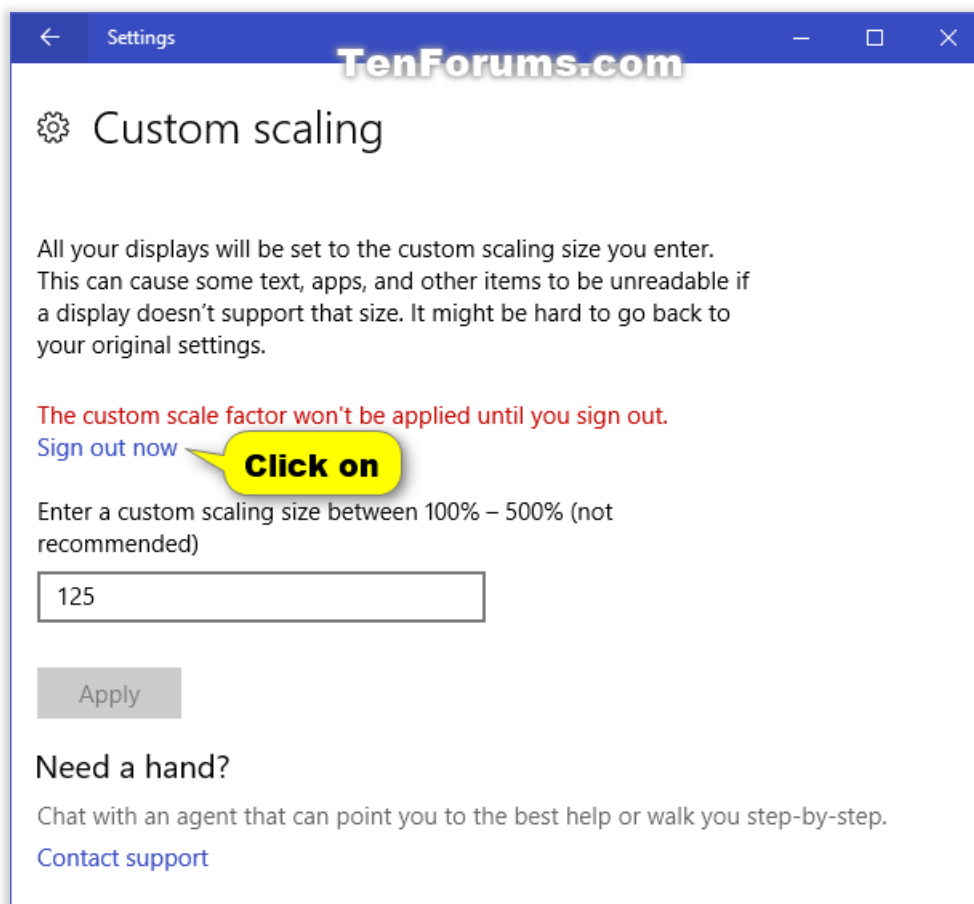 Settings
TenForums.com
Custom scaling
All your displays will be set to the custom scaling size you enter.
This can cause some text, apps, and other items to be unreadable if
a display doesn’t support that size. It might be hard to go back to
your original settings.
The custom scale factor won't be applied until you sign out.
Sign out now
Click on
Enter a custom scaling size between 100% – 500% (not
recommended)
125
Apply
Need a hand?
Chat with an agent that can point you to the best help or walk you step-by-step.
Contact support